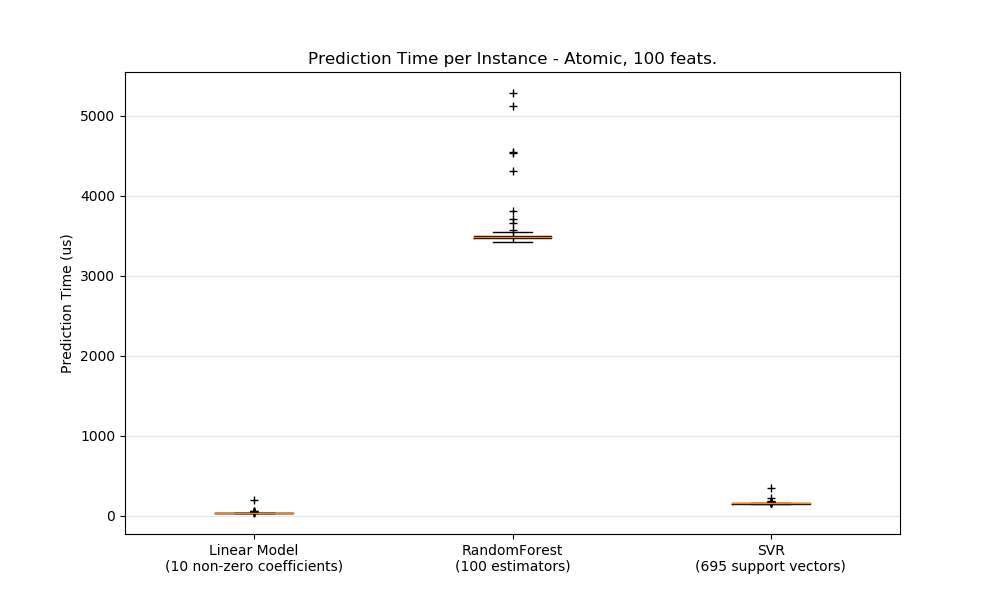 Prediction Time per Instance - Atomic, 100 feats.
Prediction Time (us)
5000
4000
3000
2000
1000
0
Linear Model
(10 non-zero coefficients)
RandomForest
(100 estimators)
SVR
(695 support vectors)